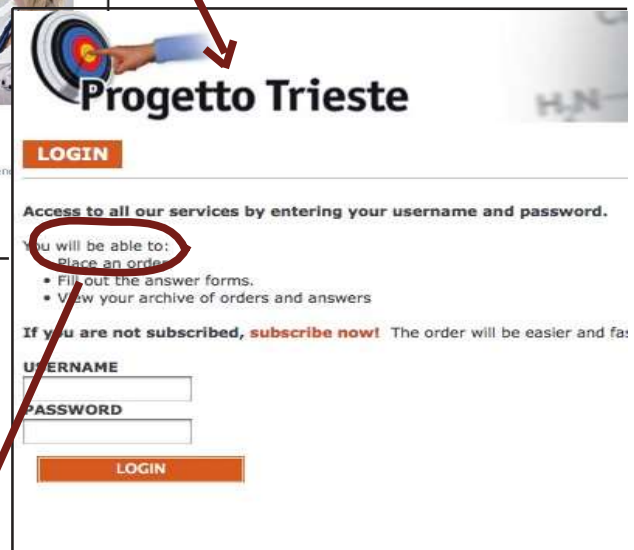 Progetto Trieste
H₂N
LOGIN
Access to all our services by entering your username and password.
You will be able to:
• Place an order
• Fill out the answer forms.
• View your archive of orders and answers
If you are not subscribed, subscribe now! The order will be easier and
USERNAME
PASSWORD
LOGIN